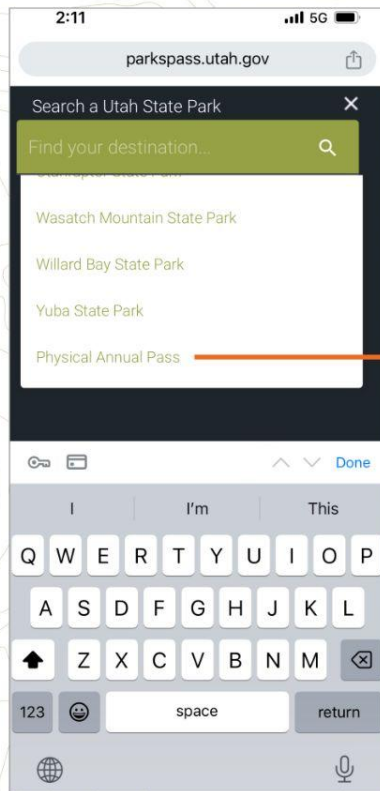 2:11
5G
parkspass.utah.gov
Search a Utah State Park
Find your destination...
Wasatch Mountain State Park
Willard Bay State Park
Yuba State Park
Physical Annual Pass
Done
I I'm This
Q W E R T Y U I O P
A S D F G H J K L
Z X C V B N M
123 space return